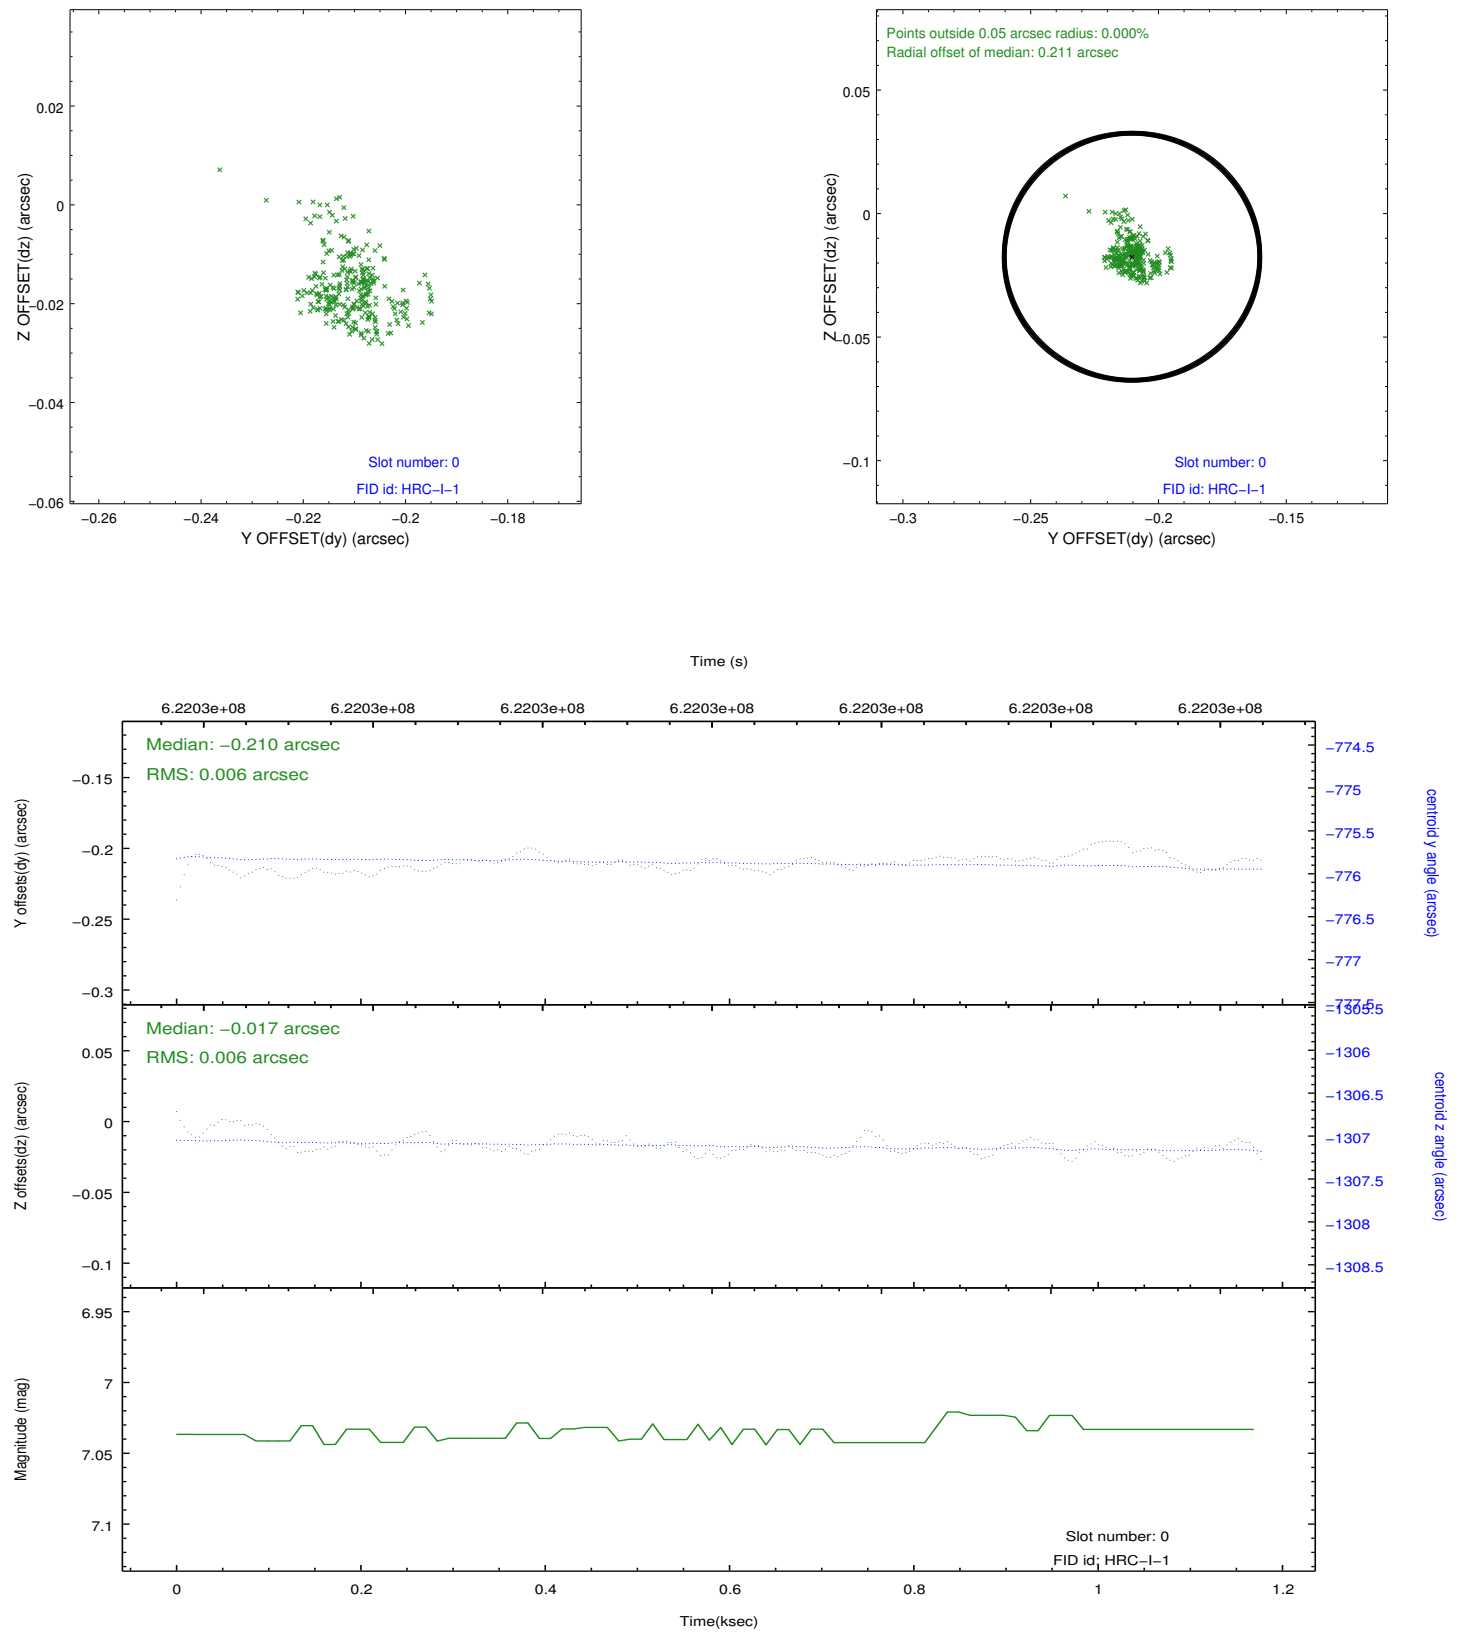 0.02
0
−0.02
−0.04
−0.06
Z OFFSET(dz) (arcsec)
−0.26
−0.24
−0.22
−0.2
−0.18
Y OFFSET(dy) (arcsec)
Slot number: 0
FID id: HRC−I−1
Points outside 0.05 arcsec radius: 0.000%
Radial offset of median: 0.211 arcsec
0.05
0
−0.05
−0.1
Z OFFSET(dz) (arcsec)
−0.3
−0.25
−0.2
−0.15
Y OFFSET(dy) (arcsec)
Slot number: 0
FID id: HRC−I−1
Time (s)
6.2203e+08
6.2203e+08
6.2203e+08
6.2203e+08
6.2203e+08
6.2203e+08
6.2203e+08
Median: −0.210 arcsec
RMS: 0.006 arcsec
−0.15
−0.2
−0.25
−0.3
Y offsets(dy) (arcsec)
−774.5
−775
−775.5
−776
−776.5
−777
−777.5
centroid y angle (arcsec)
Median: −0.017 arcsec
RMS: 0.006 arcsec
0.05
0
−0.05
−0.1
Z offsets(dz) (arcsec)
−1305.5
−1306
−1306.5
−1307
−1307.5
−1308
−1308.5
centroid z angle (arcsec)
6.95
7
7.05
7.1
Magnitude (mag)
Slot number: 0
FID id: HRC−I−1
0
0.2
0.4
0.6
0.8
1
1.2
Time(ksec)